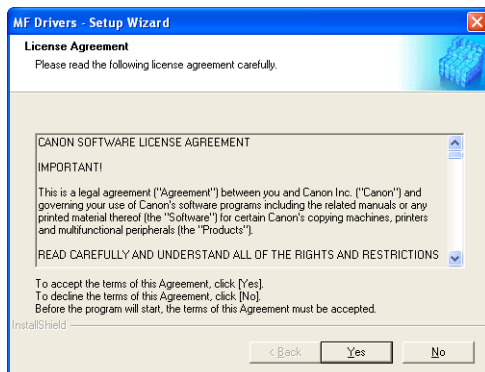 MF Drivers - Setup Wizard
License Agreement
Please read the following license agreement carefully.
CANON SOFTWARE LICENSE AGREEMENT
IMPORTANT!
This is a legal agreement ("Agreement") between you and Canon Inc. ("Canon") and
governing your use of Canon's software programs including the related manuals or any
printed material thereof (the "Software") for certain Canon's copying machines, printers
and multifunctional peripherals (the "Products").
READ CAREFULLY AND UNDERSTAND ALL OF THE RIGHTS AND RESTRICTIONS
To accept the terms of this Agreement, click [Yes].
To decline the terms of this Agreement, click [No].
Before the program will start, the terms of this Agreement must be accepted.
InstallShield
< Back
Yes
No